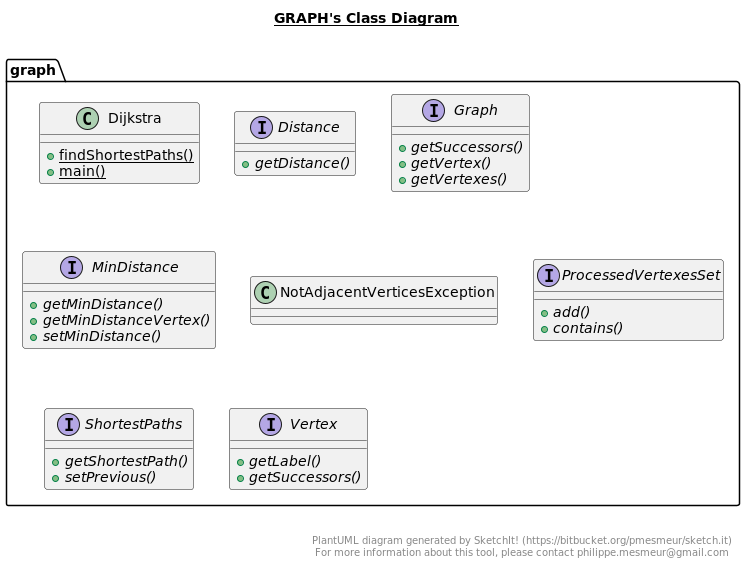 GRAPH's Class Diagram
graph
C Dijkstra
findShortestPaths()
main()
I Distance
getDistance()
I Graph
getSuccessors()
getVertex()
getVertexes()
I MinDistance
getMinDistance()
getMinDistanceVertex()
setMinDistance()
C NotAdjacentVerticesException
I ProcessedVertexesSet
add()
contains()
I ShortestPaths
getShortestPath()
setPrevious()
I Vertex
getLabel()
getSuccessors()
PlantUML diagram generated by SketchIt! (https://bitbucket.org/pmesmeur/sketch.it)
For more information about this tool, please contact philippe.mesmeur@gmail.com